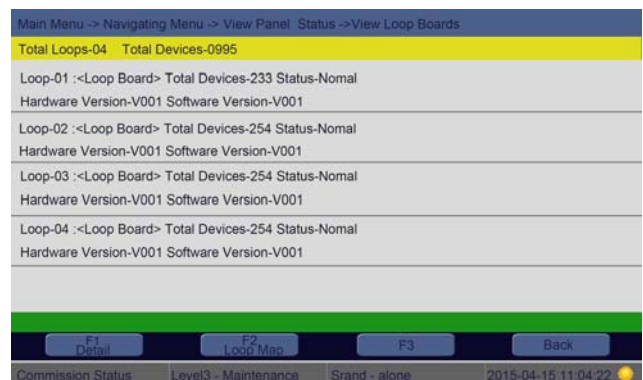 Main Menu -> Navigating Menu -> View Panel Status ->View Loop Boards
Total Loops-04 Total Devices-0995
Loop-01 :<Loop Board> Total Devices-233 Status-Nomal
Hardware Version-V001 Software Version-V001
Loop-02 :<Loop Board> Total Devices-254 Status-Nomal
Hardware Version-V001 Software Version-V001
Loop-03 :<Loop Board> Total Devices-254 Status-Nomal
Hardware Version-V001 Software Version-V001
Loop-04 :<Loop Board> Total Devices-254 Status-Nomal
Hardware Version-V001 Software Version-V001
F1 F2 F3 Back
Detail Loop Map
Commission Status Level3 - Maintenance Srand - alone 2015-04-15 11:04:22